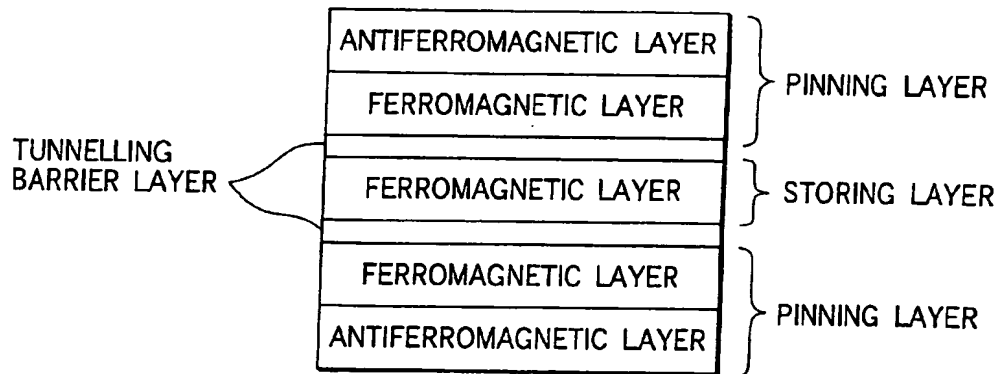 ANTIFERROMAGNETIC LAYER
FERROMAGNETIC LAYER
PINNING LAYER
TUNNELLING
BARRIER LAYER
FERROMAGNETIC LAYER
STORING LAYER
FERROMAGNETIC LAYER
ANTIFERROMAGNETIC LAYER
PINNING LAYER